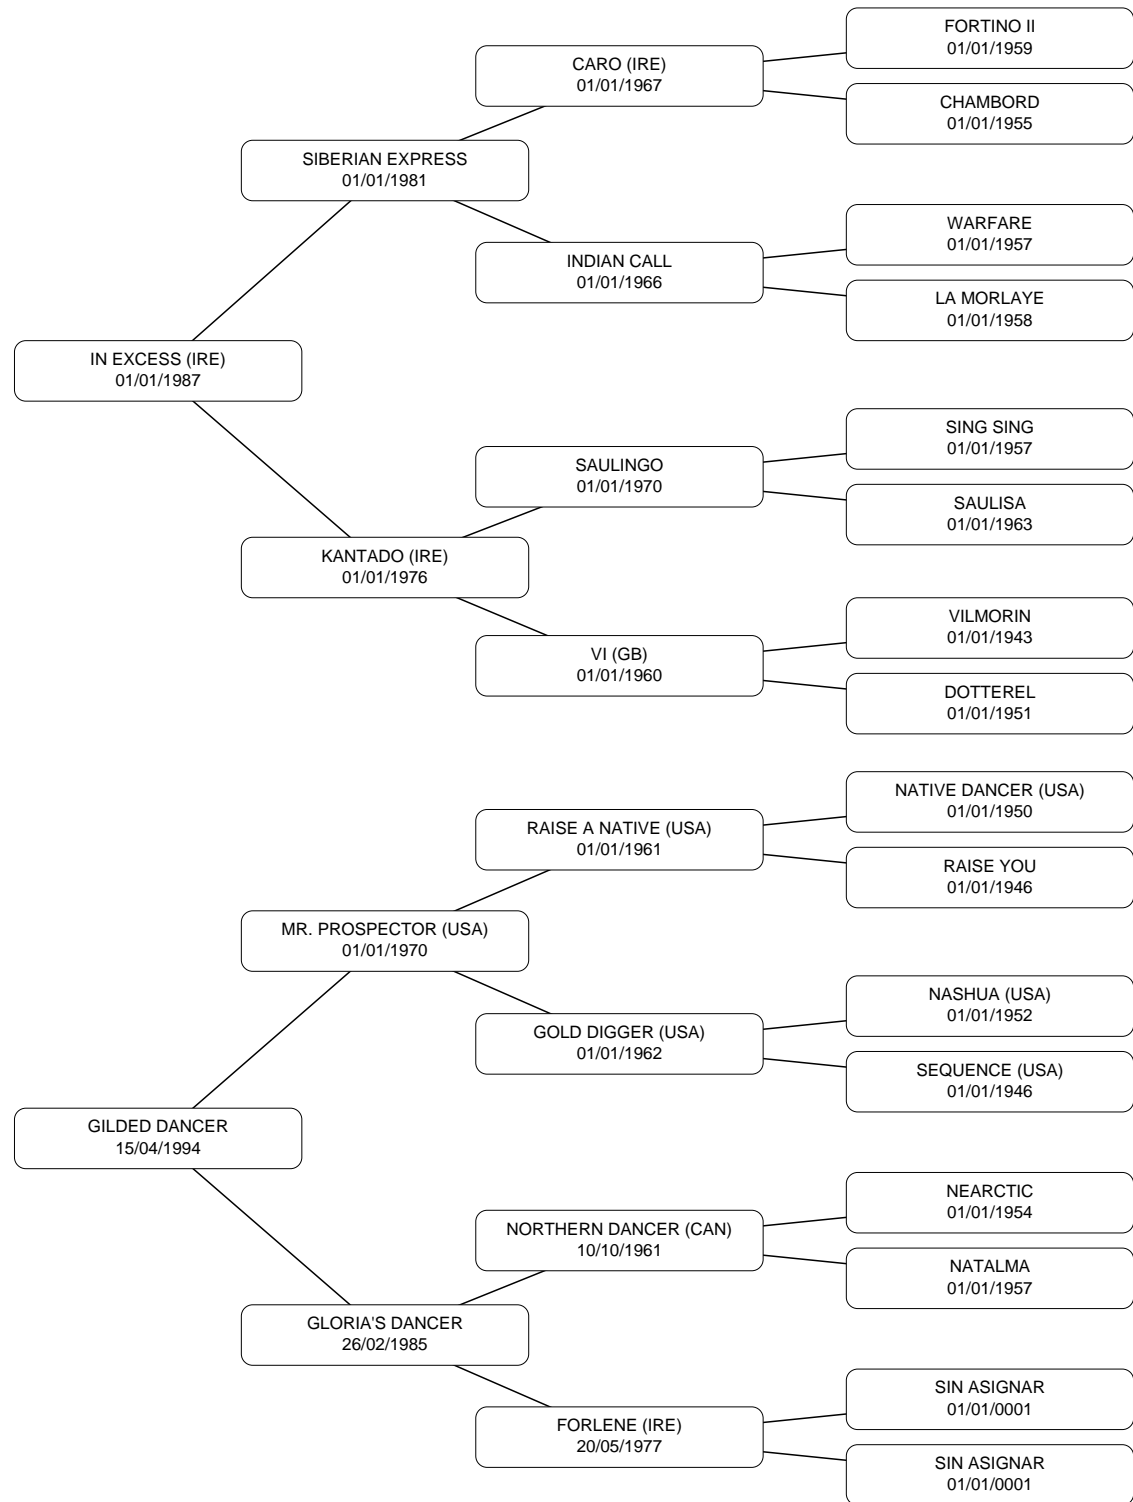 FORTINO II
01/01/1959
CARO (IRE)
01/01/1967
CHAMBORD
01/01/1955
SIBERIAN EXPRESS
01/01/1981
WARFARE
01/01/1957
INDIAN CALL
01/01/1966
LA MORLAYE
01/01/1958
IN EXCESS (IRE)
01/01/1987
SING SING
01/01/1957
SAULINGO
01/01/1970
SAULISA
01/01/1963
KANTADO (IRE)
01/01/1976
VILMORIN
01/01/1943
VI (GB)
01/01/1960
DOTTEREL
01/01/1951
NATIVE DANCER (USA)
01/01/1950
RAISE A NATIVE (USA)
01/01/1961
RAISE YOU
01/01/1946
MR. PROSPECTOR (USA)
01/01/1970
NASHUA (USA)
01/01/1952
GOLD DIGGER (USA)
01/01/1962
SEQUENCE (USA)
01/01/1946
GILDED DANCER
15/04/1994
NEARCTIC
01/01/1954
NORTHERN DANCER (CAN)
10/10/1961
NATALMA
01/01/1957
GLORIA'S DANCER
26/02/1985
SIN ASIGNAR
01/01/0001
FORLENE (IRE)
20/05/1977
SIN ASIGNAR
01/01/0001